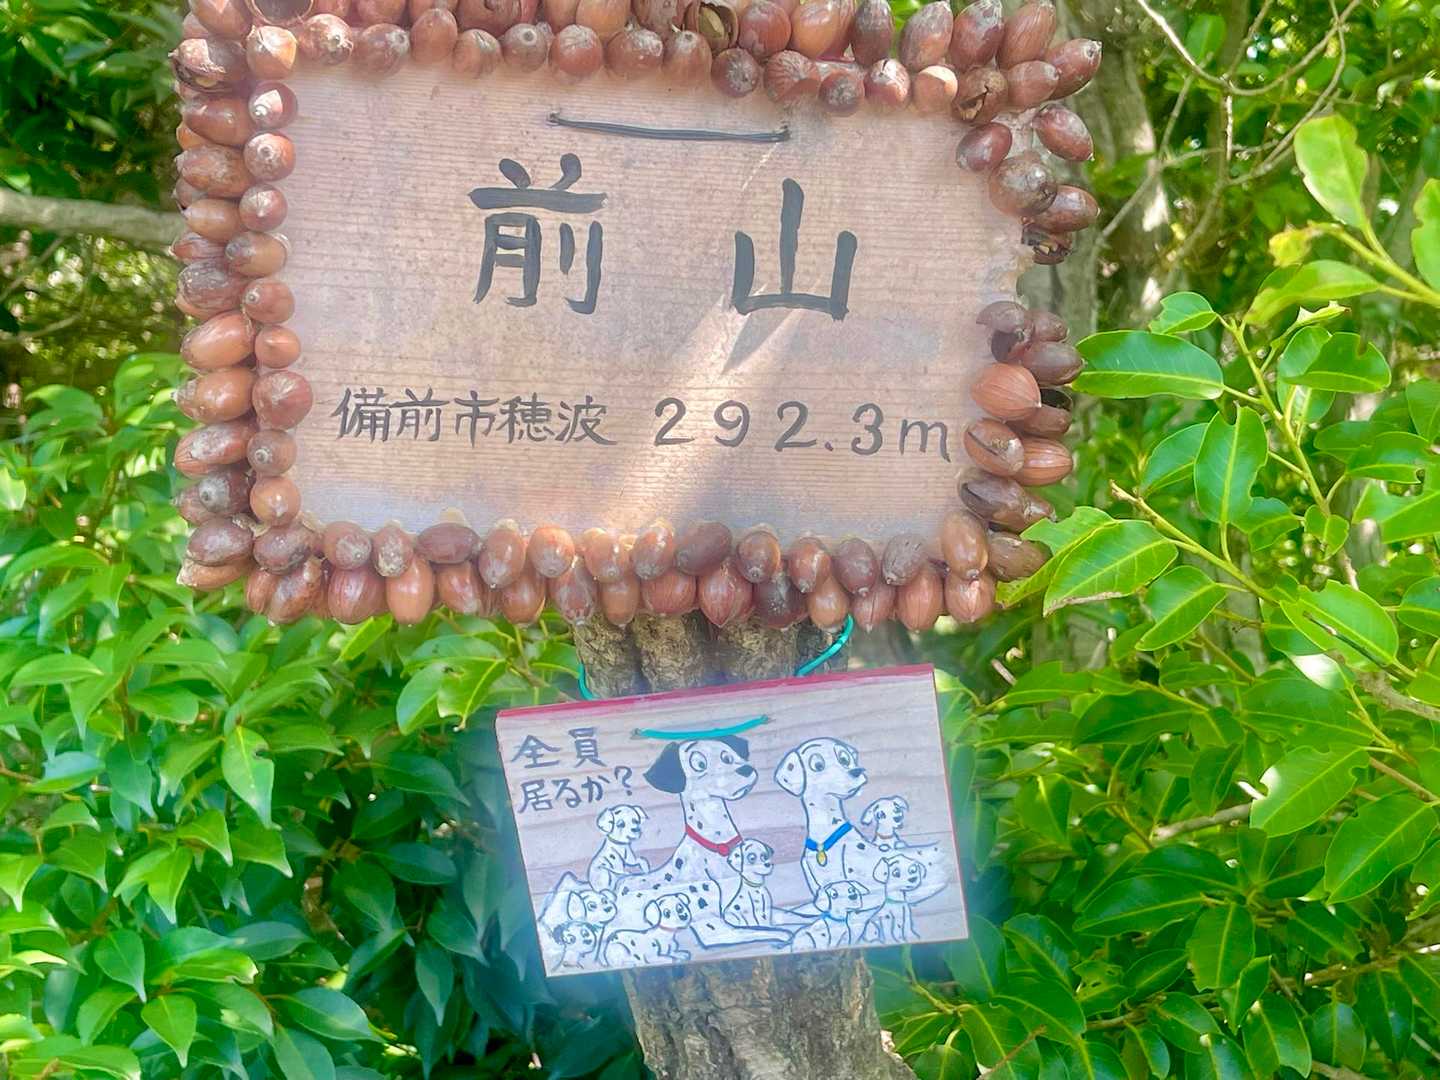 前山
備前市穂波 292.3m
全員
居るか?